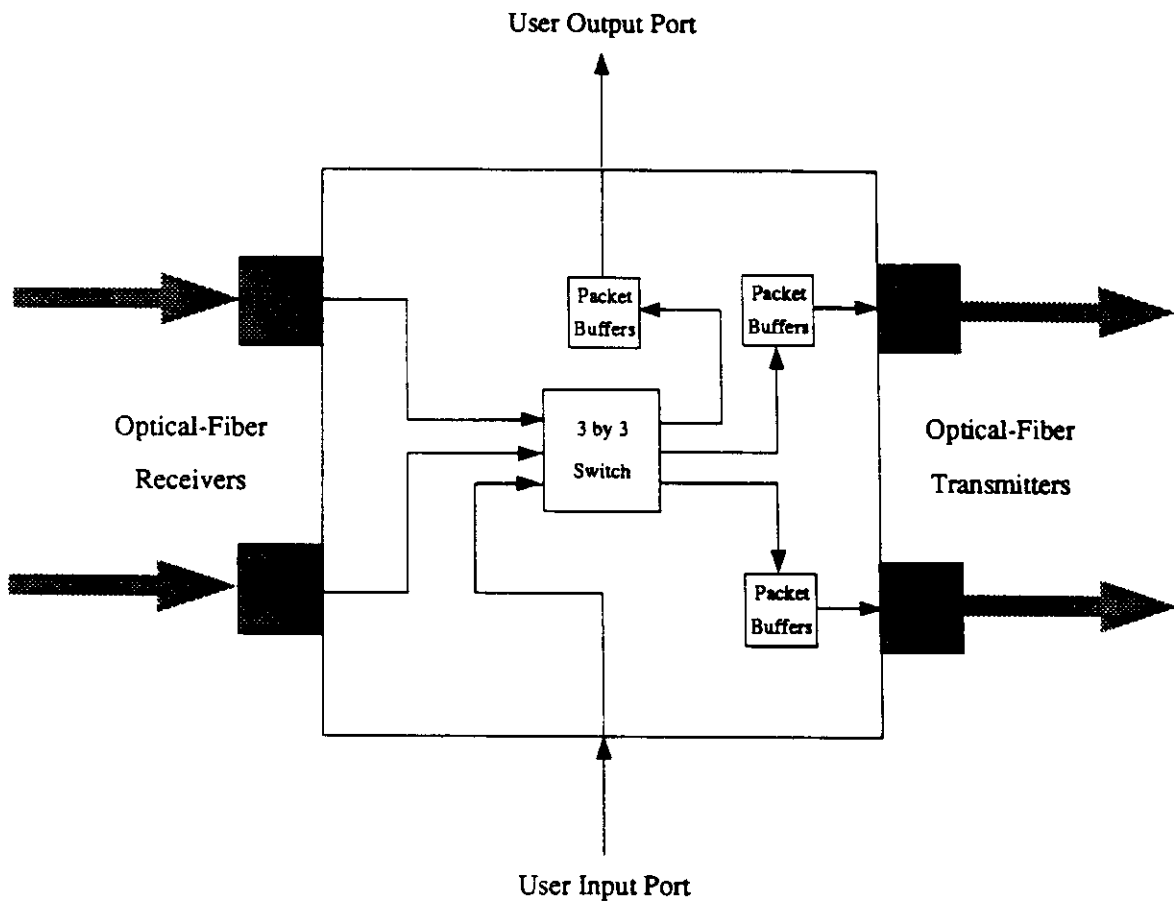 User Output Port
Packet
Buffers
Packet
Buffers
Optical-Fiber
Receivers
3 by 3
Switch
Optical-Fiber
Transmitters
Packet
Buffers
User Input Port